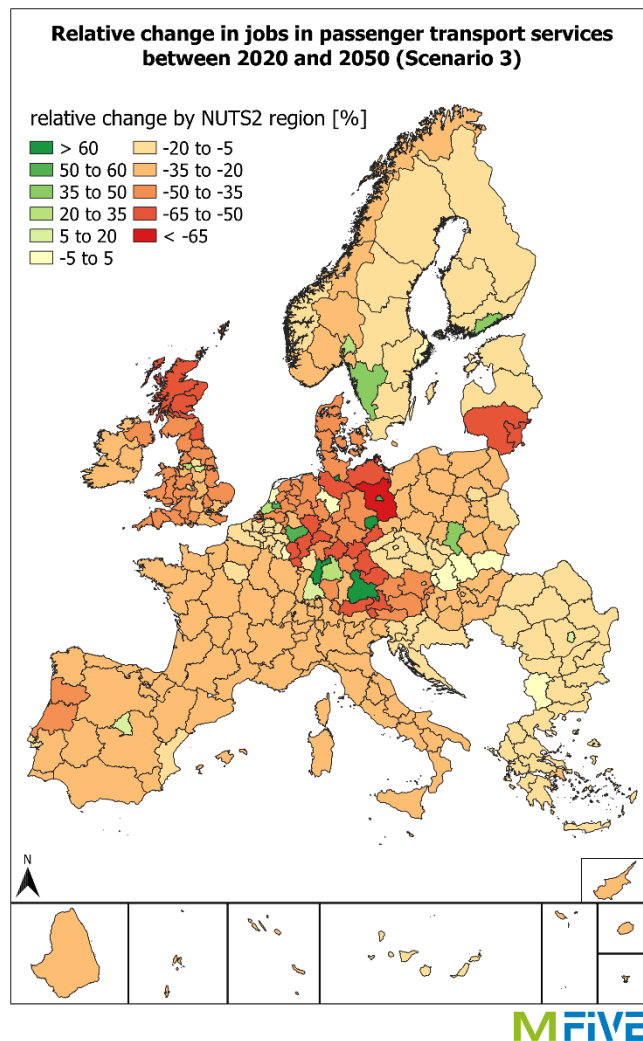 Relative change in jobs in passenger transport services
between 2020 and 2050 (Scenario 3)
relative change by NUTS2 region [%]
> 60
50 to 60
35 to 50
20 to 35
5 to 20
-5 to 5
-20 to -5
-35 to -20
-50 to -35
-65 to -50
< -65
N
MFIVE